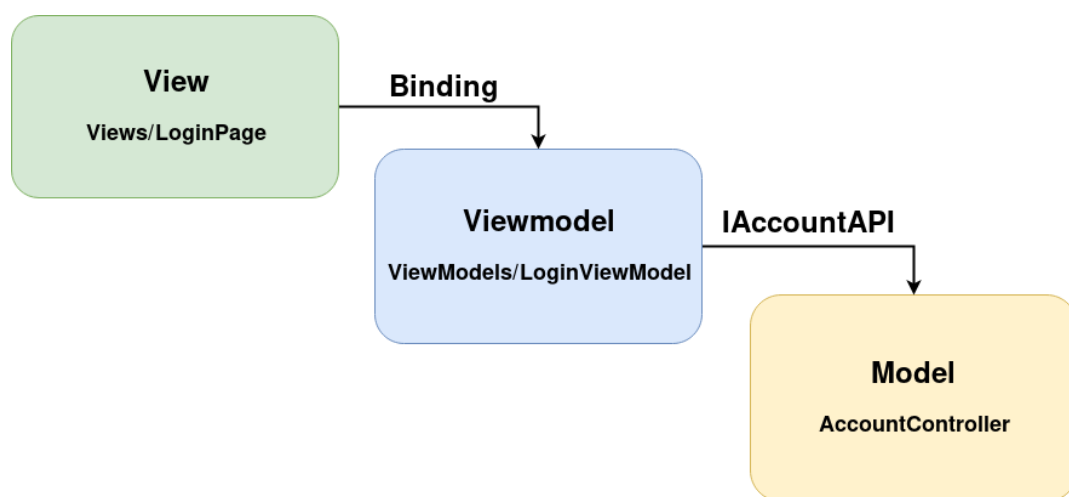 View
Views/LoginPage
Binding
Viewmodel
ViewModels/LoginViewModel
IAccountAPI
Model
AccountController